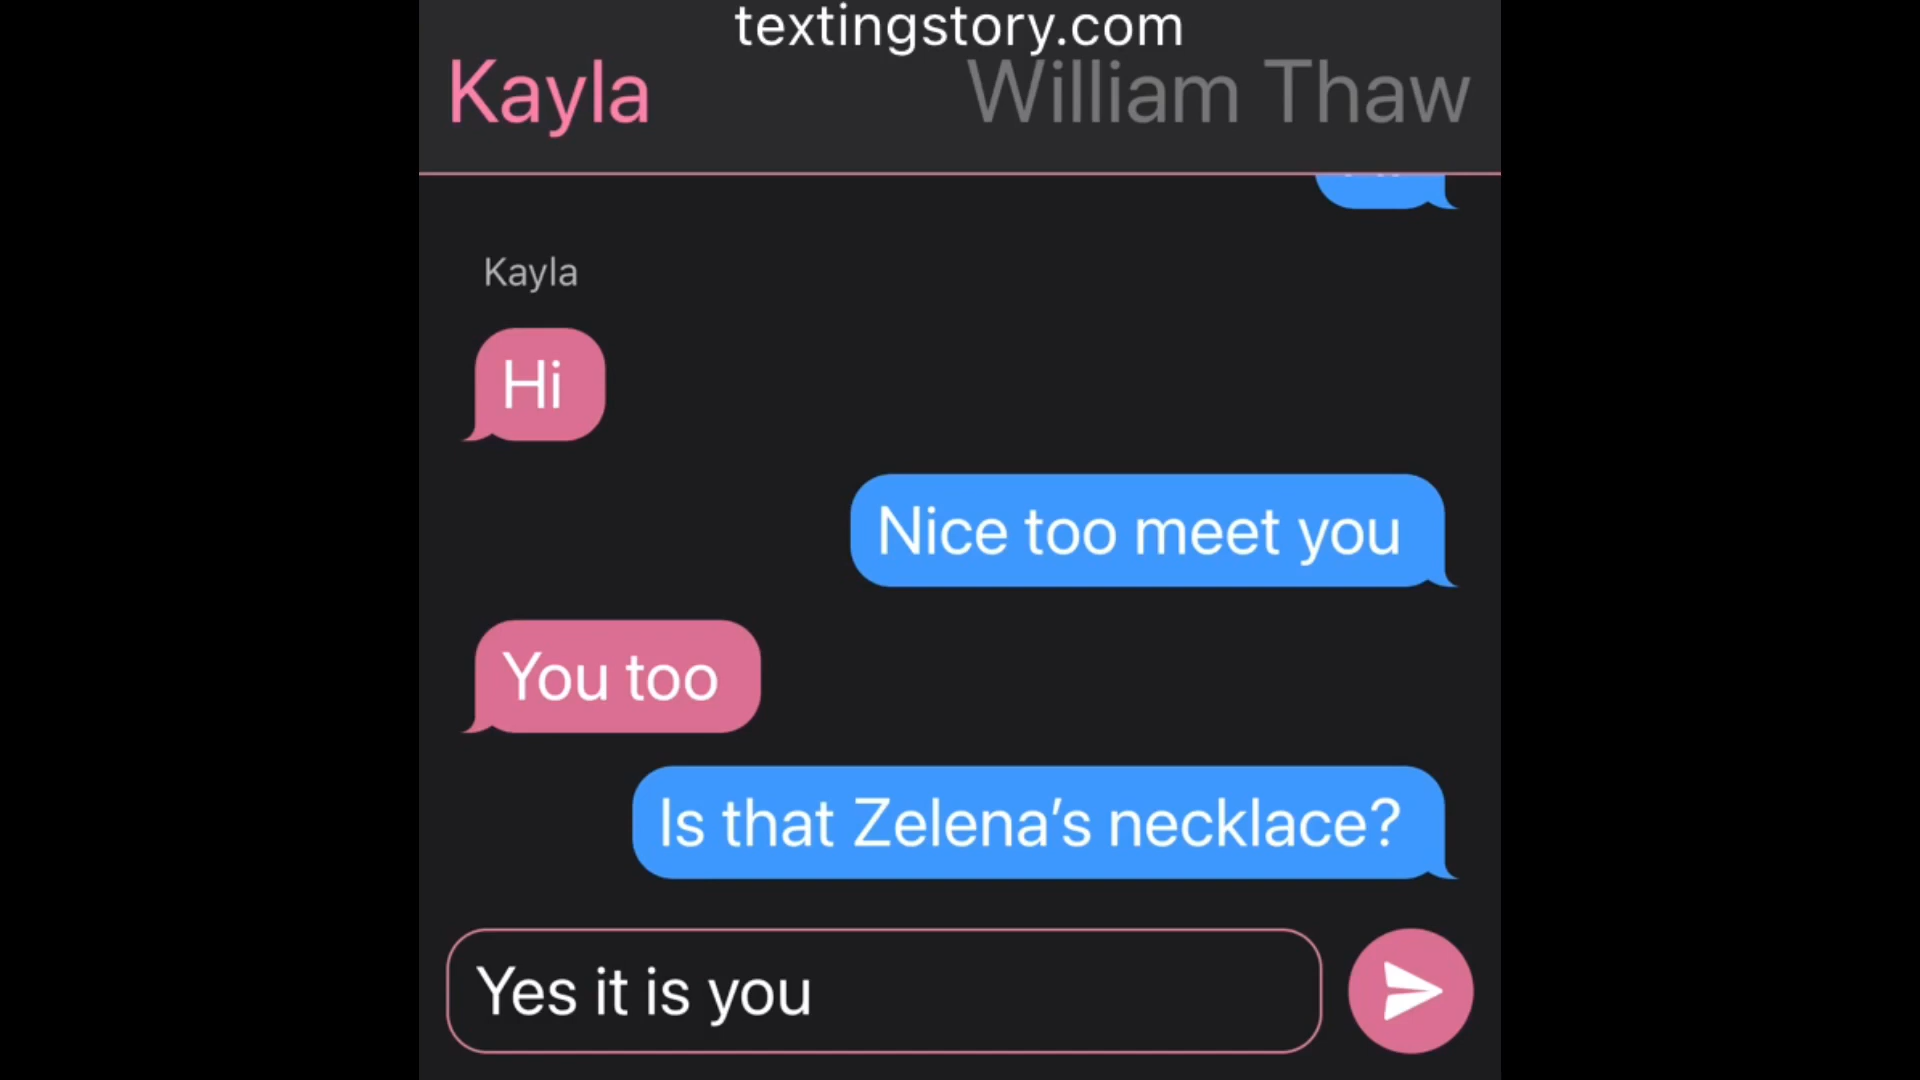 textingstory.com
Kayla
William Thaw
Kayla
Hi
Nice too meet you
You too
Is that Zelena’s necklace?
Yes it is you